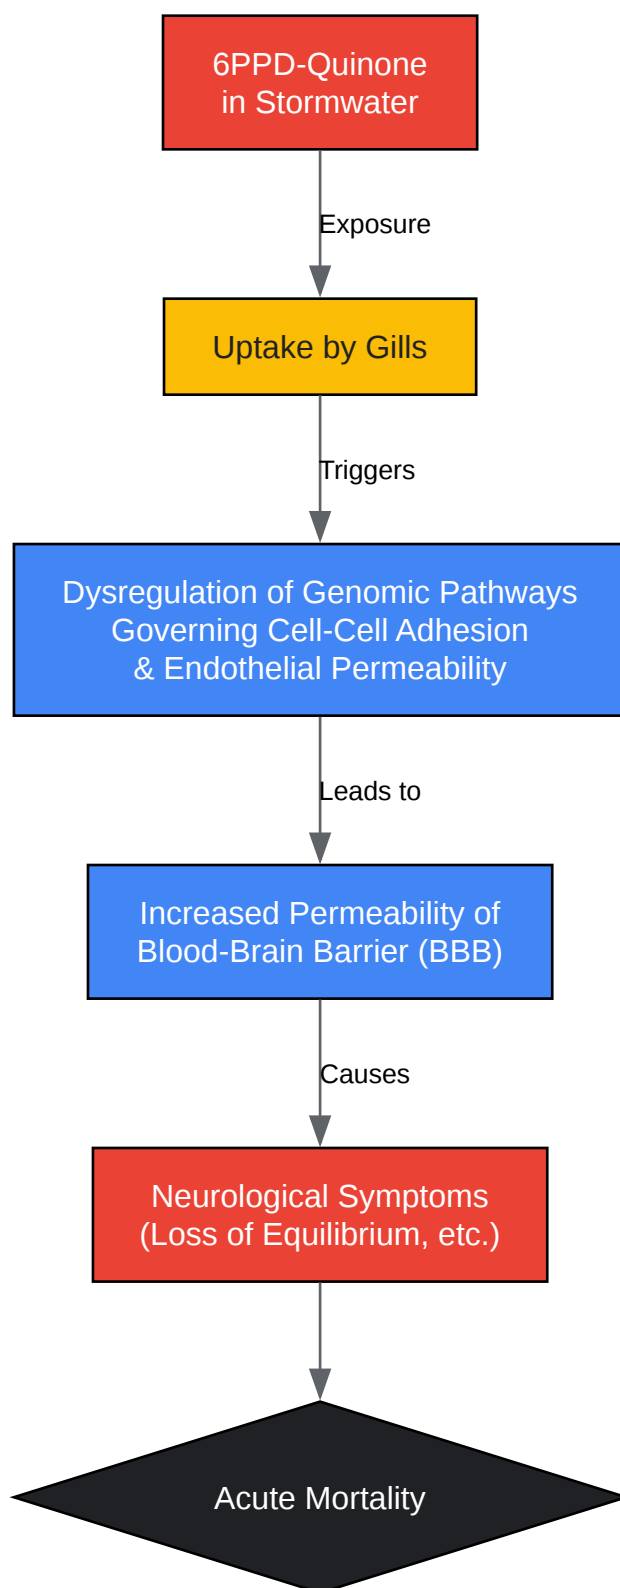 6PPD-Quinone
in Stormwater
Exposure
Uptake by Gills
Triggers
Dysregulation of Genomic Pathways
Governing Cell-Cell Adhesion
& Endothelial Permeability
Leads to
Increased Permeability of
Blood-Brain Barrier (BBB)
Causes
Neurological Symptoms
(Loss of Equilibrium, etc.)
Acute Mortality